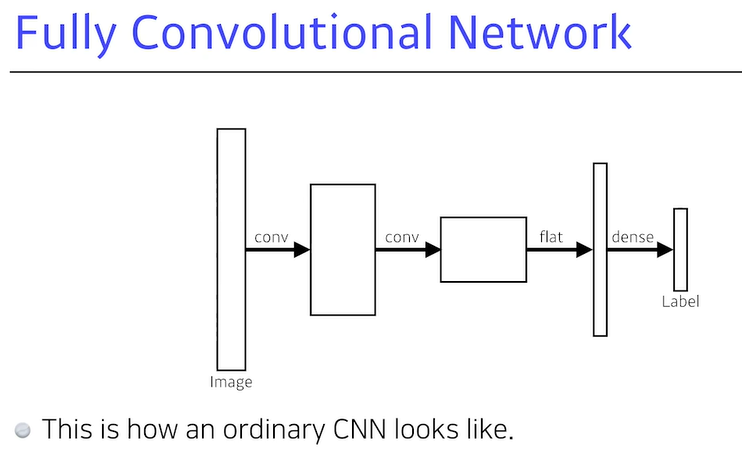 Fully Convolutional Network
conv
conv
flat
dense
Label
Image
This is how an ordinary CNN looks like.